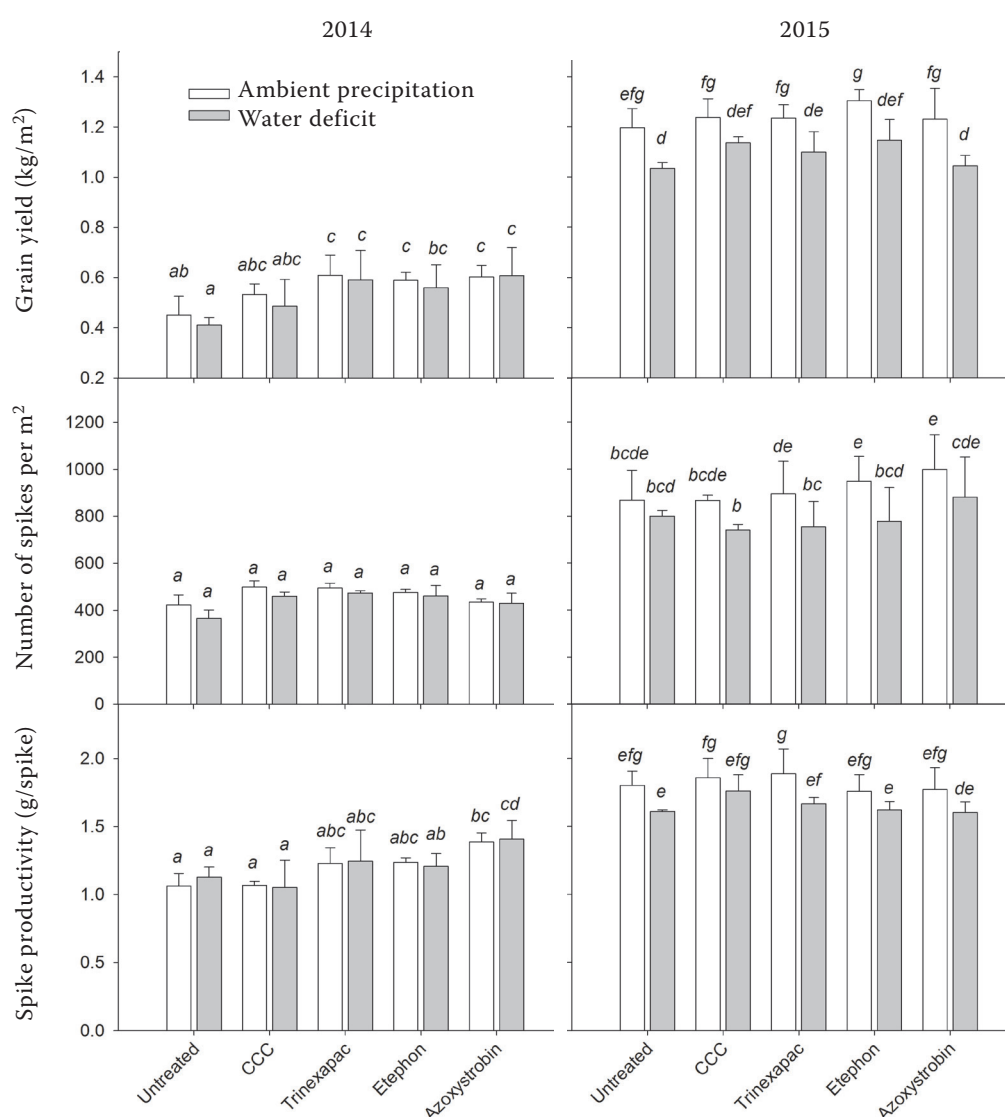 2014
2015
Grain yield (kg/m2)
1.4
1.2
1.0
0.8
0.6
0.4
0.2
Ambient precipitation
Water deficit
ab
a
abc
abc
c
c
c
bc
c
c
efg
d
fg
def
fg
de
g
def
fg
d
Number of spikes per m2
1200
1000
800
600
400
200
0
a
a
a
a
a
a
a
a
a
a
bcde
bcd
bcde
b
de
bc
e
bcd
e
cde
Spike productivity (g/spike)
2.0
1.5
1.0
0.5
0.0
a
a
a
a
abc
abc
abc
ab
bc
cd
efg
e
fg
efg
g
ef
efg
e
efg
de
Untreated
CCC
Trinexapac
Etephon
Azoxystrobin
Untreated
CCC
Trinexapac
Etephon
Azoxystrobin